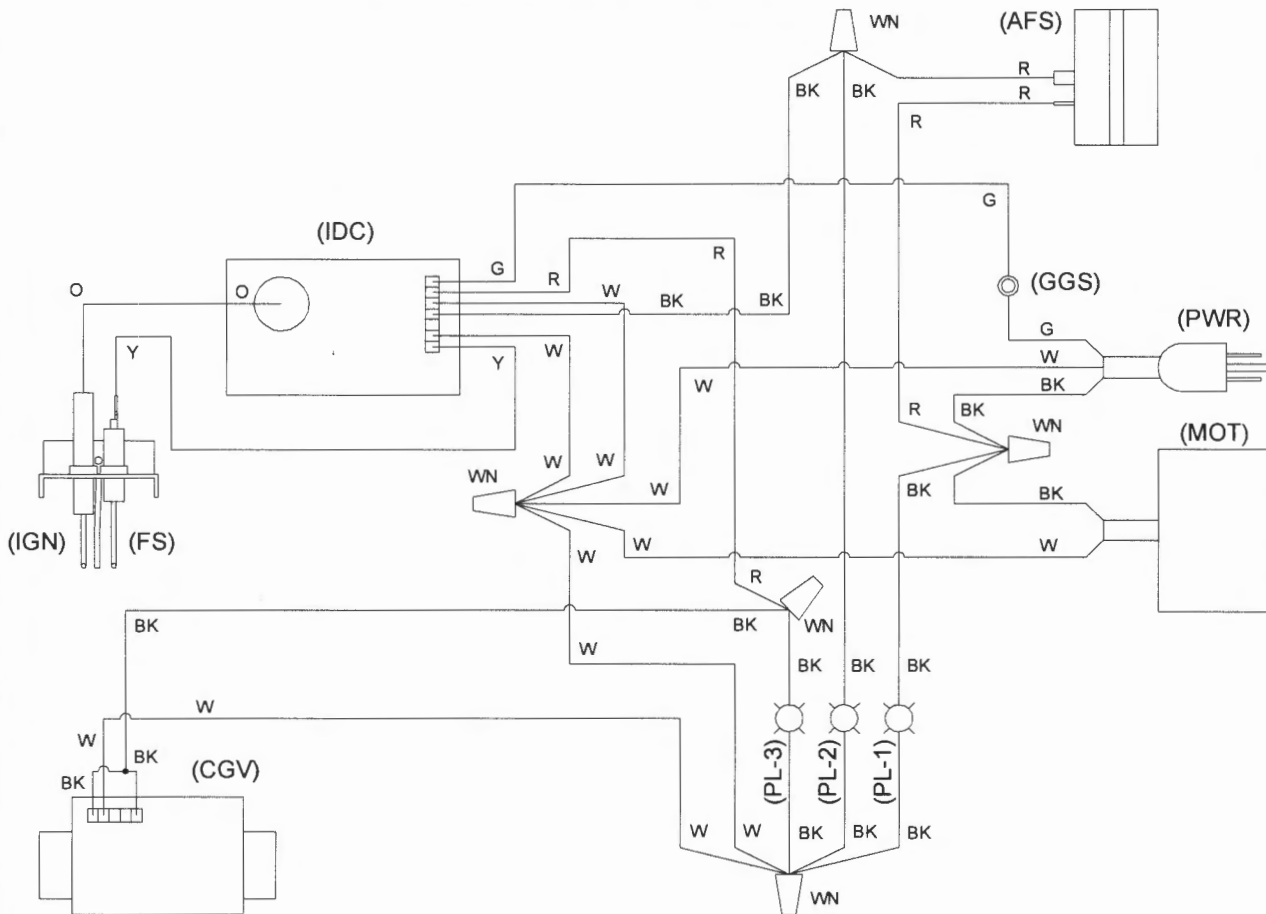 WN
(AFS)
R
BK
BK
R
R
G
(IDC)
G
R
R
(GGS)
O
O
W
BK
BK
(PWR)
G
Y
W
W
Y
W
BK
R
BK
WN
(MOT)
W
W
WN
W
BK
BK
(IGN)
(FS)
W
W
W
R
BK
BK
WN
W
BK
BK
BK
W
W
BK
BK
(CGV)
(PL-3)
(PL-2)
(PL-1)
W
W
BK
BK
BK
WN